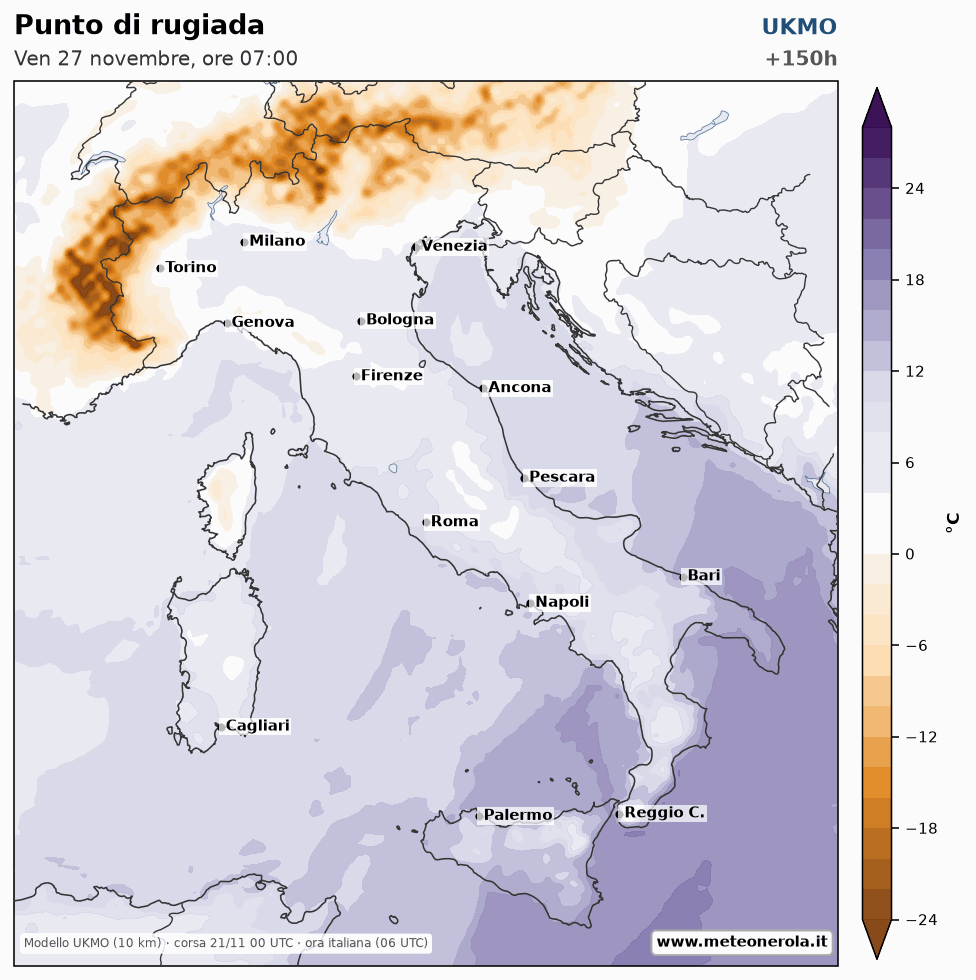 Punto di rugiada
UKMO
Ven 27 novembre, ore 07:00
+150h
Milano
Venezia
Torino
Genova
Bologna
Firenze
Ancona
Pescara
Roma
Bari
Napoli
Cagliari
Palermo
Reggio C.
24
18
12
6
0
−6
−12
−18
−24
°C
Modello UKMO (10 km) · corsa 21/11 00 UTC · ora italiana (06 UTC)
www.meteonerola.it